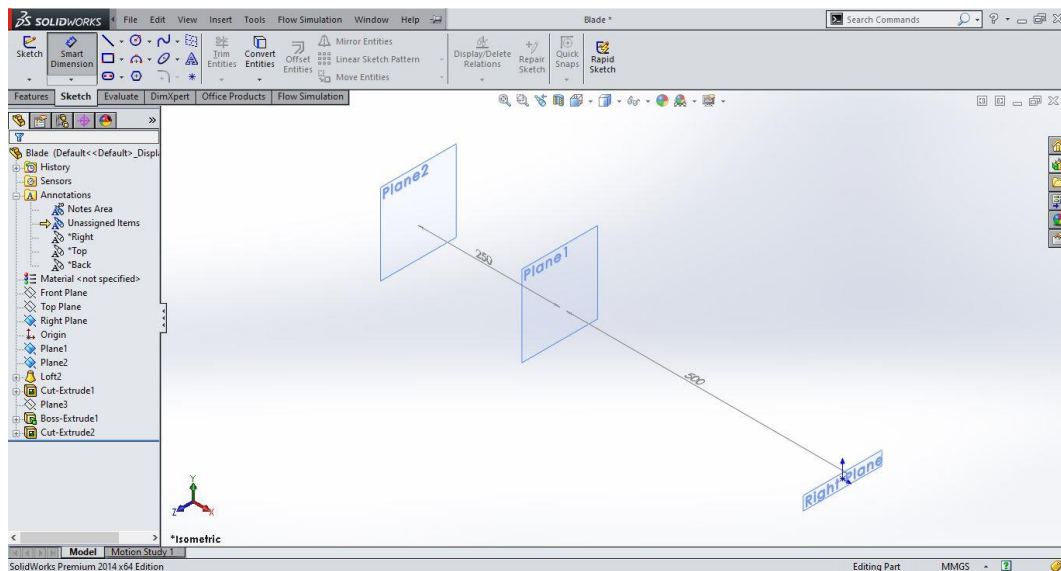 SOLIDWORKS File Edit View Insert Tools Flow Simulation Window Help Blade * Search Commands
Sketch Smart Dimension Trim Entities Convert Entities Offset Entities Mirror Entities Linear Sketch Pattern Move Entities Display/Delete Relations Repair Sketch Quick Snaps Rapid Sketch
Features Sketch Evaluate DimXpert Office Products Flow Simulation
Blade (Default<<Default>_Displ
History
Sensors
Annotations
Notes Area
Unassigned Items
*Right
*Top
*Back
Material <not specified>
Front Plane
Top Plane
Right Plane
Origin
Plane1
Plane2
Loft2
Cut-Extrude1
Plane3
Boss-Extrude1
Cut-Extrude2
Plane2
250
Plane1
500
Right Plane
Y
Z
X
*Isometric
Model Motion Study 1
SolidWorks Premium 2014 x64 Edition Editing Part MMGS